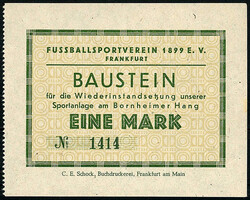 FUSSBALLSPORTVEREIN 1899 E. V.
FRANKFURT
BAUSTEIN
für die Wiederinstandsetzung unserer
Sportanlage am Bornheimer Hang
EINE MARK
№ 1414
C. E. Schock, Buchdruckerei, Frankfurt am Main